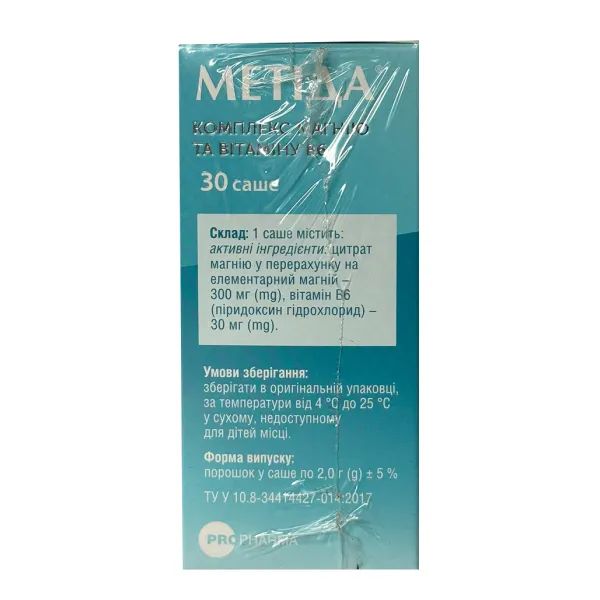 МЕТІДА®
КОМПЛЕКС МАГНІЮ
ТА ВІТАМІНУ В6
30 саше
Склад: 1 саше містить:
активні інгредієнти: цитрат
магнію у перерахунку на
елементарний магній –
300 мг (mg), вітамін В6
(піридоксин гідрохлорид) –
30 мг (mg).
Умови зберігання:
зберігати в оригінальній упаковці,
за температури від 4 °С до 25 °С
у сухому, недоступному
для дітей місці.
Форма випуску:
порошок у саше по 2,0 г (g) ± 5 %
ТУ У 10.8-34414427-014:2017
PROPHARMA